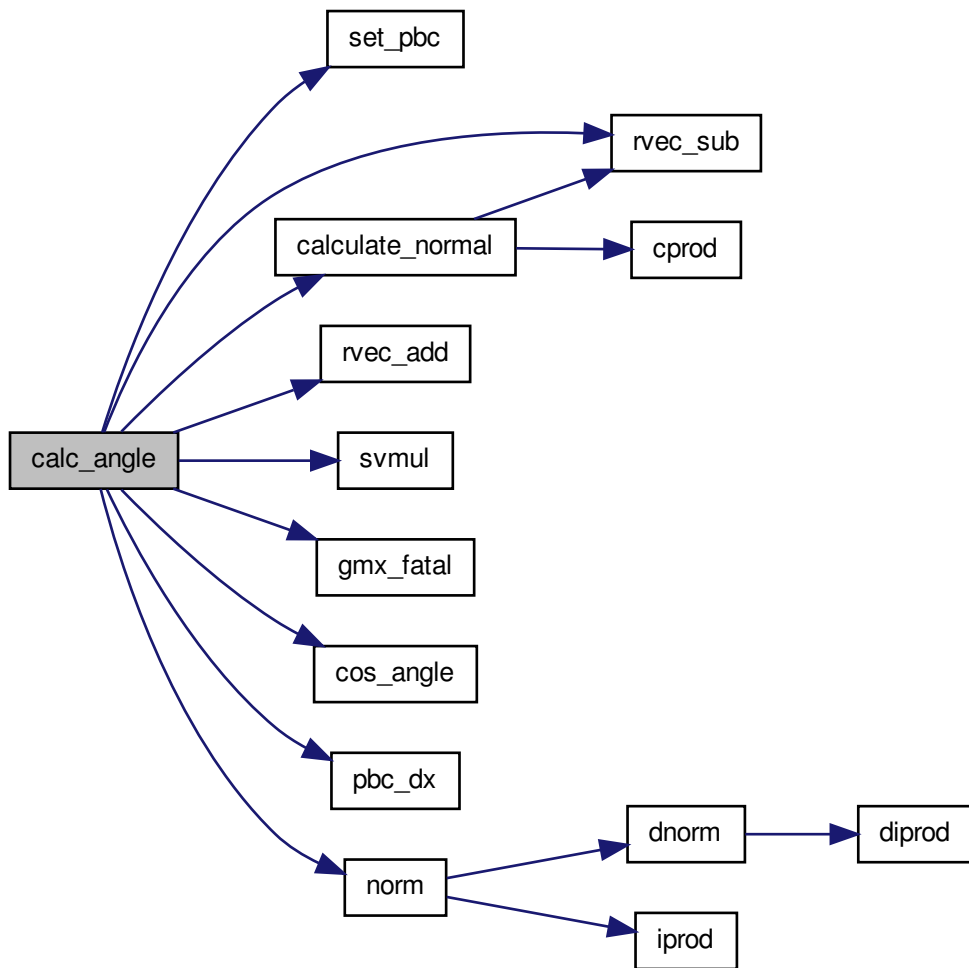 set_pbc
rvec_sub
calculate_normal
cprod
rvec_add
calc_angle
svmul
gmx_fatal
cos_angle
pbc_dx
dnorm
diprod
norm
iprod